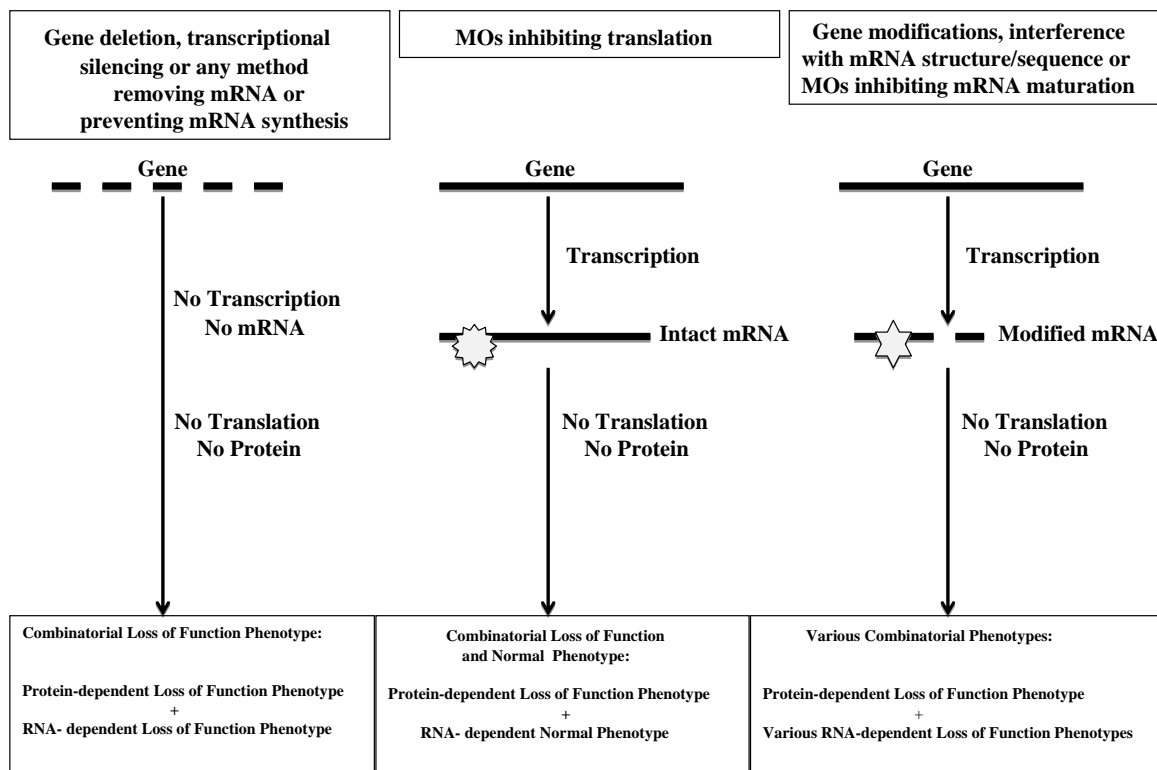 Gene deletion, transcriptional
silencing or any method
removing mRNA or
preventing mRNA synthesis
MOs inhibiting translation
Gene modifications, interference
with mRNA structure/sequence or
MOs inhibiting mRNA maturation
Gene
No Transcription
No mRNA
No Translation
No Protein
Gene
Transcription
Intact mRNA
No Translation
No Protein
Gene
Transcription
Modified mRNA
No Translation
No Protein
Combinatorial Loss of Function Phenotype:
Protein-dependent Loss of Function Phenotype
+
RNA- dependent Loss of Function Phenotype
Combinatorial Loss of Function
and Normal Phenotype:
Protein-dependent Loss of Function Phenotype
+
RNA- dependent Normal Phenotype
Various Combinatorial Phenotypes:
Protein-dependent Loss of Function Phenotype
+
Various RNA-dependent Loss of Function Phenotypes